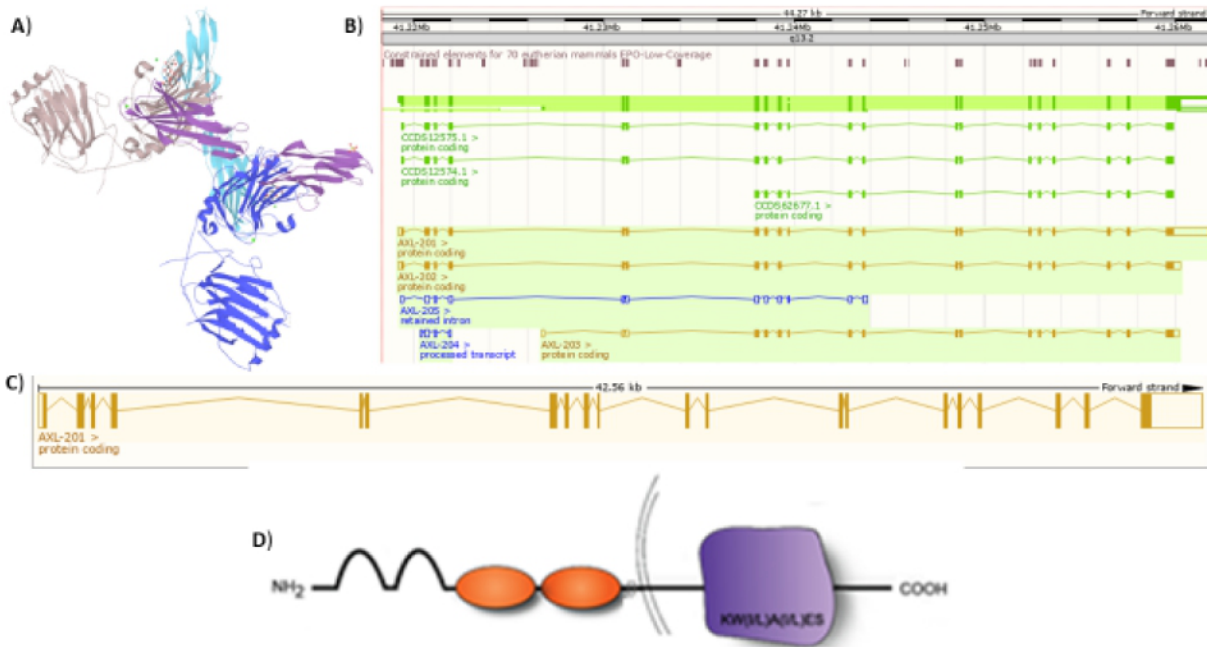 A)
B)
44.27 kb
Forward strand
41.22Mb 41.23Mb 41.24Mb 41.25Mb 41.26Mb
q13.2
Constrained elements for 70 eutherian mammals EPO-Low-Coverage
CCDS12575.1 >
protein coding
CCDS12574.1 >
protein coding
CCDS62677.1 >
protein coding
AXL-201 >
protein coding
AXL-202 >
protein coding
AXL-205 >
retained intron
AXL-204 >
processed transcript
AXL-203 >
protein coding
C)
42.56 kb
Forward strand
AXL-201 >
protein coding
D)
NH2
KW(I/L)A(I/L)ES
COOH